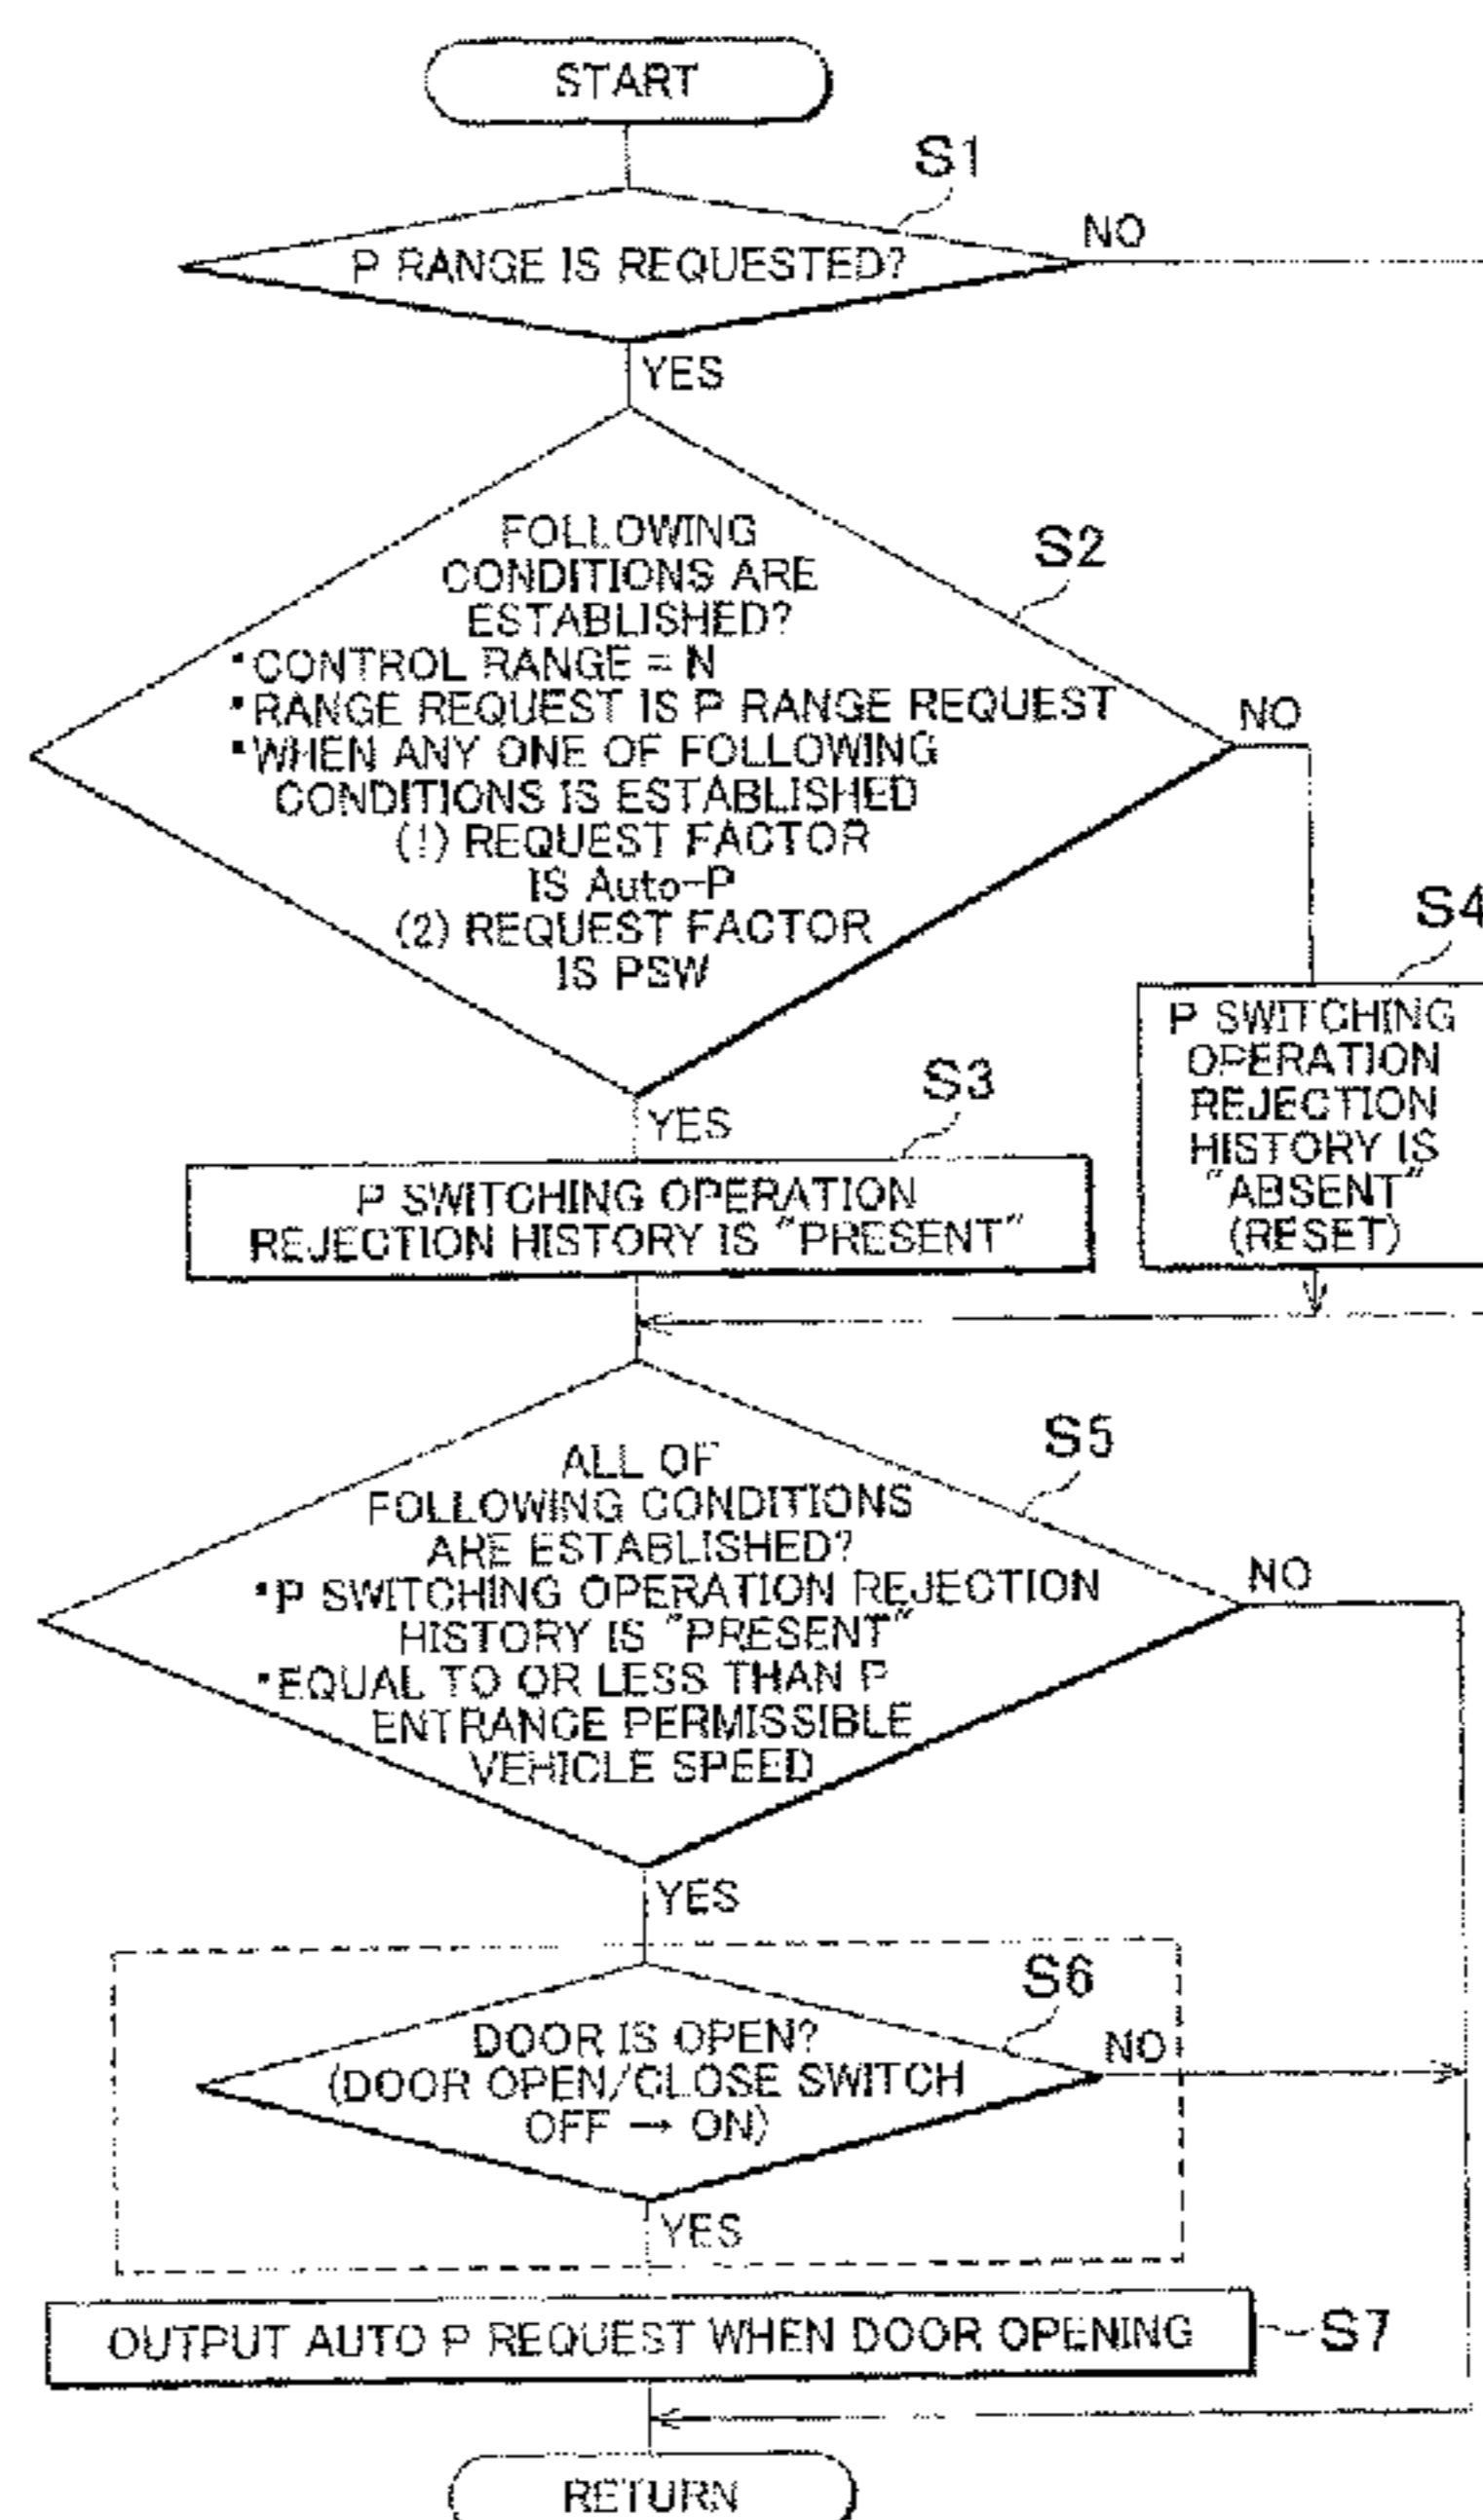 START
S1
P RANGE IS REQUESTED?
NO
YES
S2
FOLLOWING
CONDITIONS ARE
ESTABLISHED?
▪CONTROL RANGE = N
▪RANGE REQUEST IS P RANGE REQUEST
▪WHEN ANY ONE OF FOLLOWING
CONDITIONS IS ESTABLISHED
(1) REQUEST FACTOR
IS Auto-P
(2) REQUEST FACTOR
IS PSW
NO
YES
S3
P SWITCHING OPERATION
REJECTION HISTORY IS "PRESENT"
S4
P SWITCHING
OPERATION
REJECTION
HISTORY IS
"ABSENT"
(RESET)
S5
ALL OF
FOLLOWING CONDITIONS
ARE ESTABLISHED?
▪P SWITCHING OPERATION REJECTION
HISTORY IS "PRESENT"
▪EQUAL TO OR LESS THAN P
ENTRANCE PERMISSIBLE
VEHICLE SPEED
NO
YES
S6
DOOR IS OPEN?
(DOOR OPEN/CLOSE SWITCH
OFF → ON)
NO
YES
OUTPUT AUTO P REQUEST WHEN DOOR OPENING
S7
RETURN